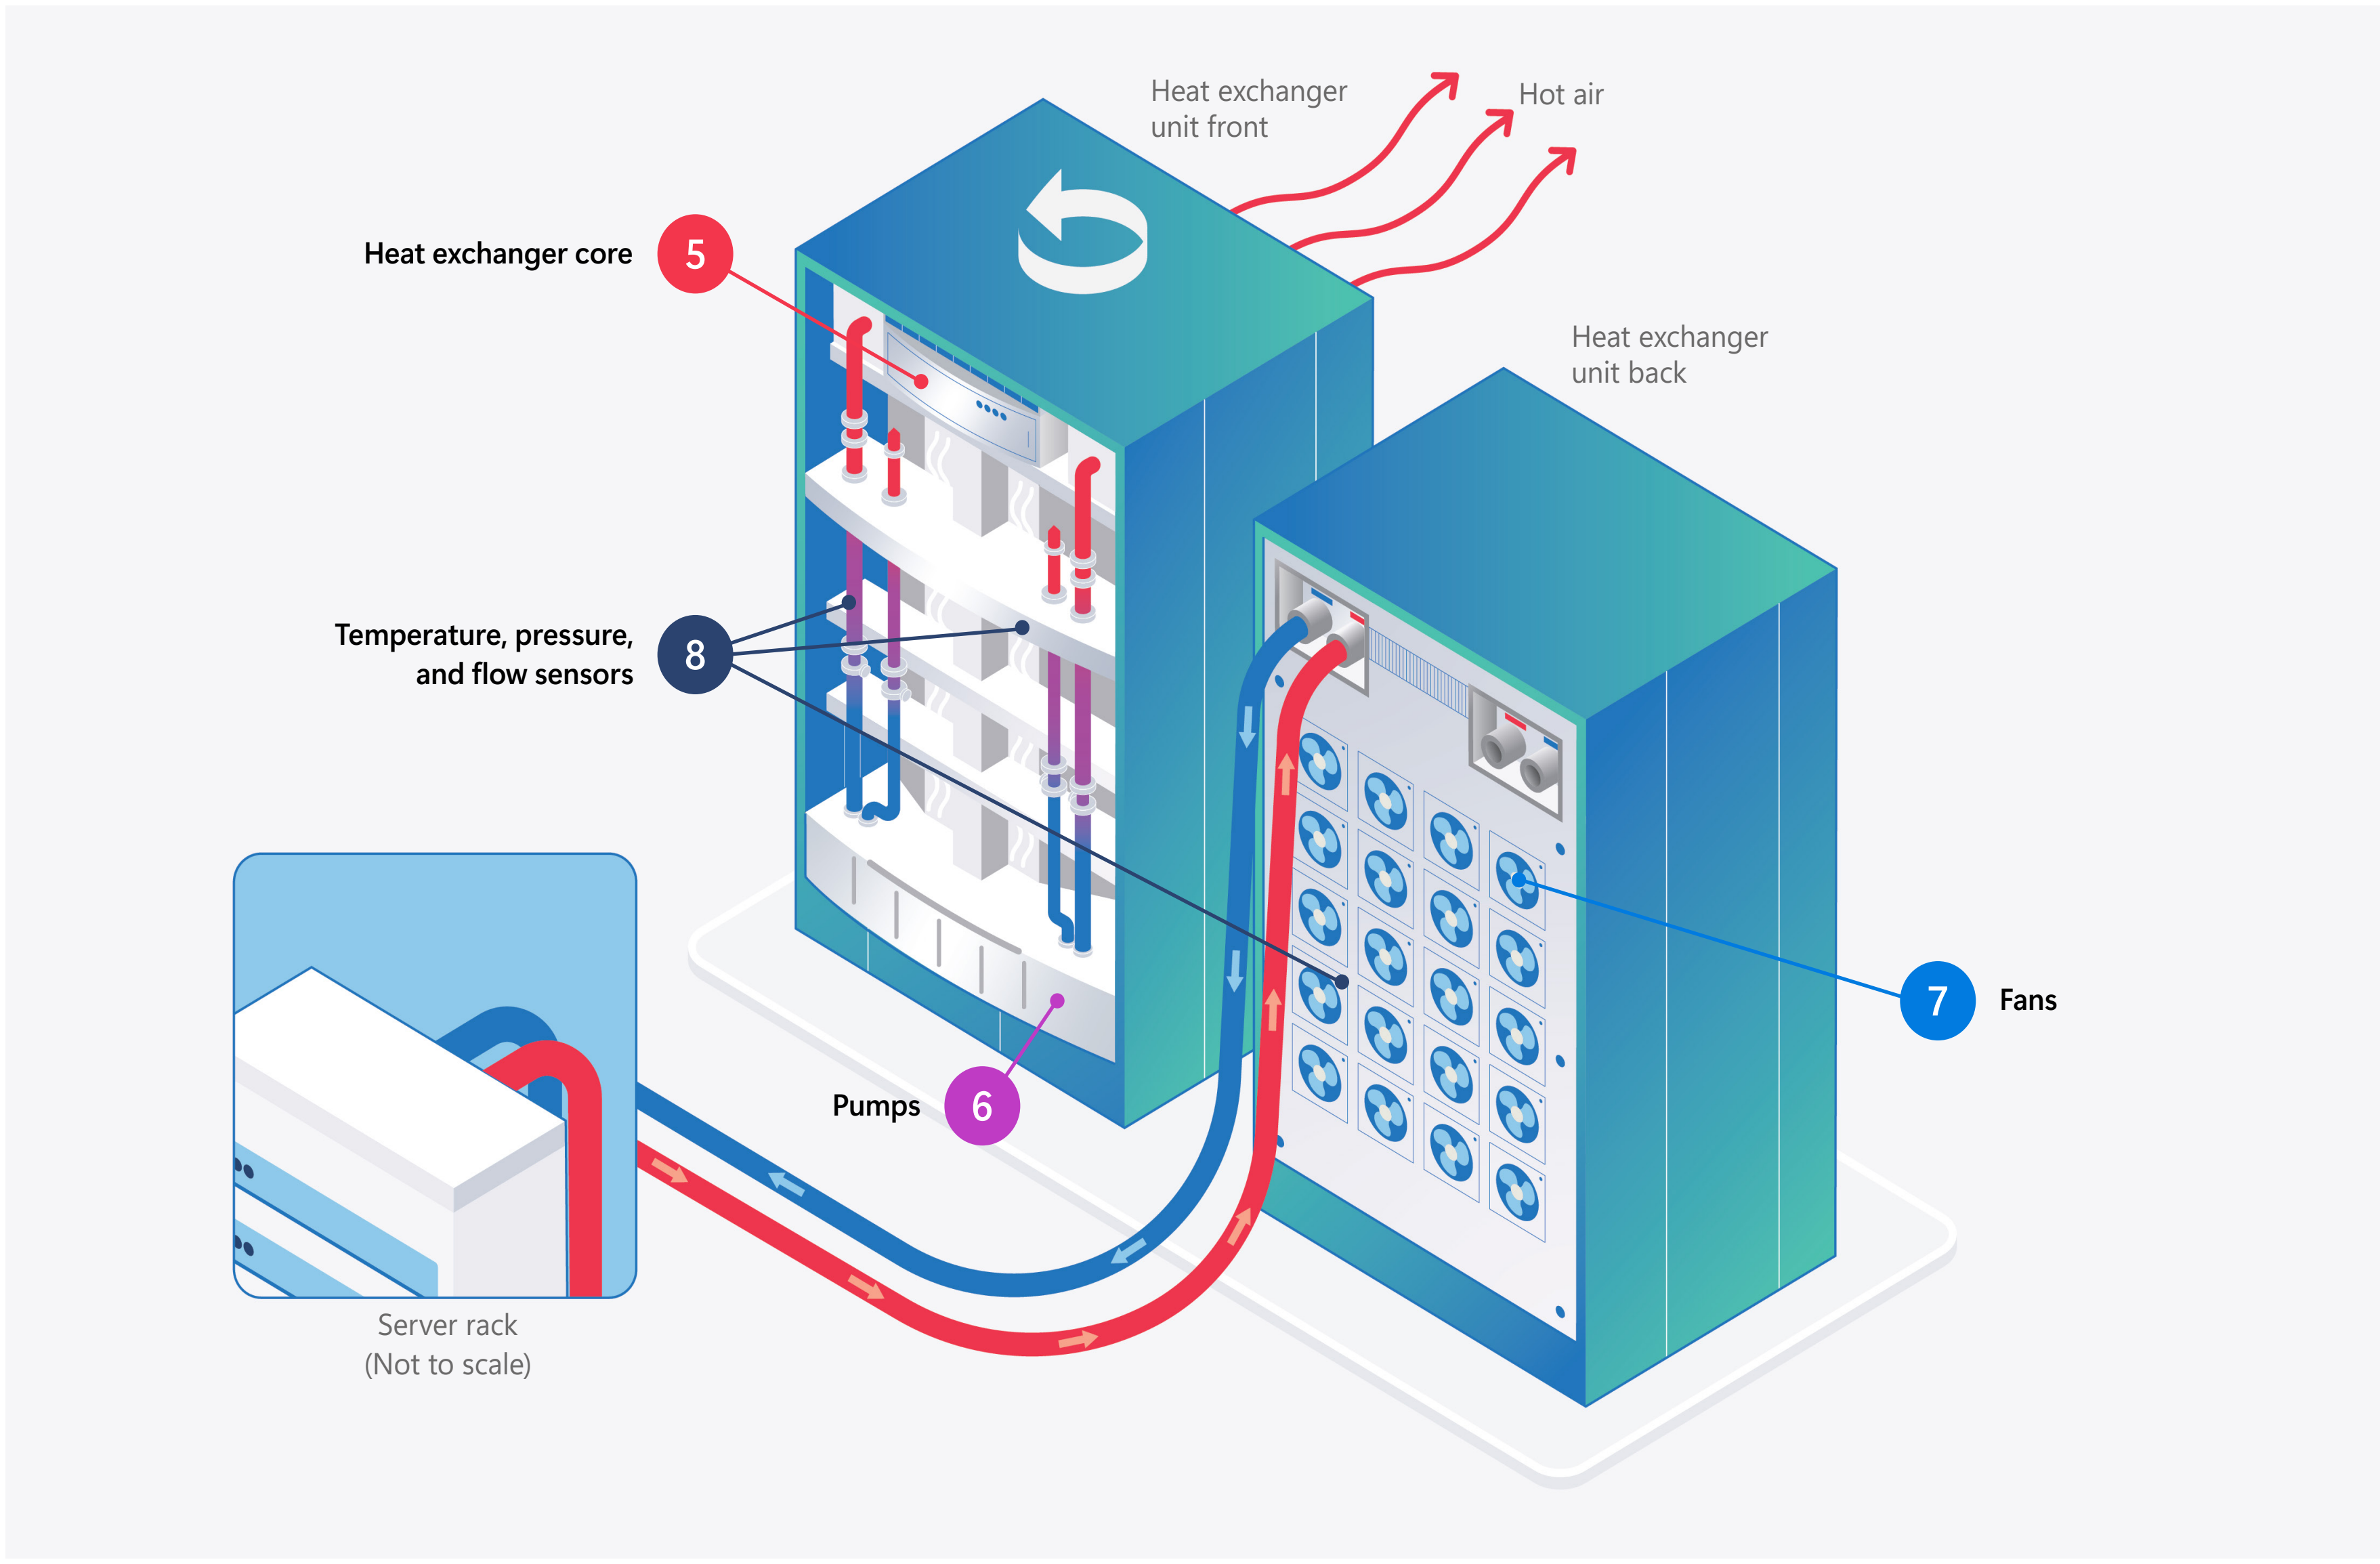 Heat exchanger
unit front
Hot air
Heat exchanger core
5
Heat exchanger
unit back
Temperature, pressure,
and flow sensors
8
7
Fans
Pumps
6
Server rack
(Not to scale)